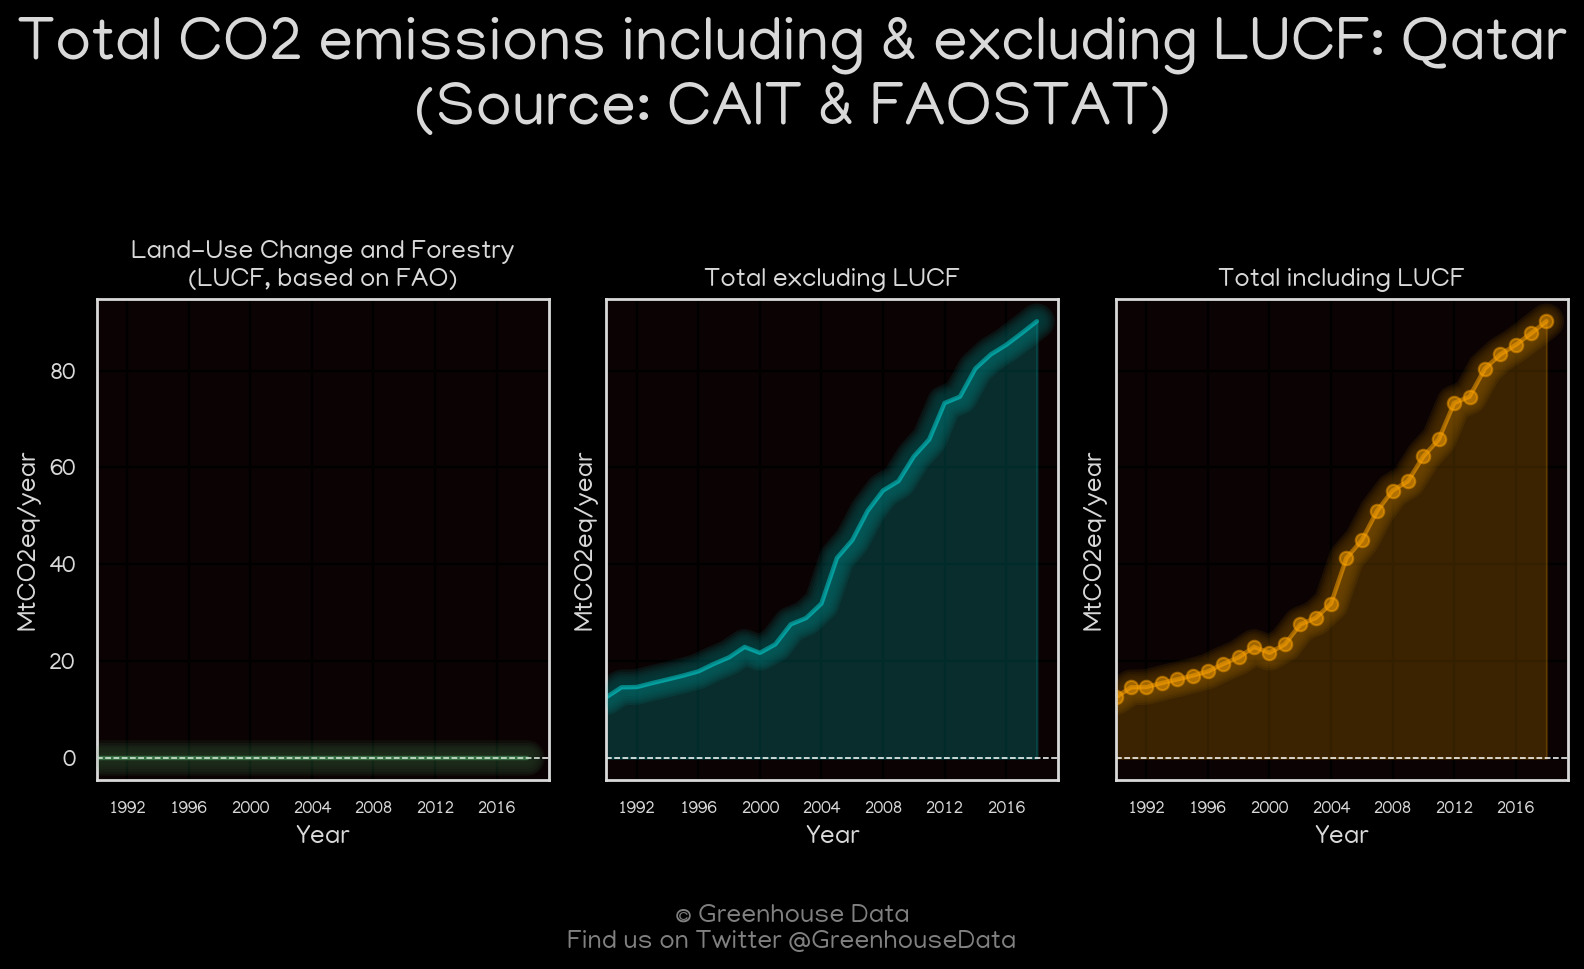 Total CO2 emissions including & excluding LUCF: Qatar
(Source: CAIT & FAOSTAT)
Land-Use Change and Forestry
(LUCF, based on FAO)
Total excluding LUCF
Total including LUCF
MtCO2eq/year
80
60
40
20
0
MtCO2eq/year
MtCO2eq/year
1992 1996 2000 2004 2008 2012 2016
1992 1996 2000 2004 2008 2012 2016
1992 1996 2000 2004 2008 2012 2016
Year
Year
Year
© Greenhouse Data
Find us on Twitter @GreenhouseData